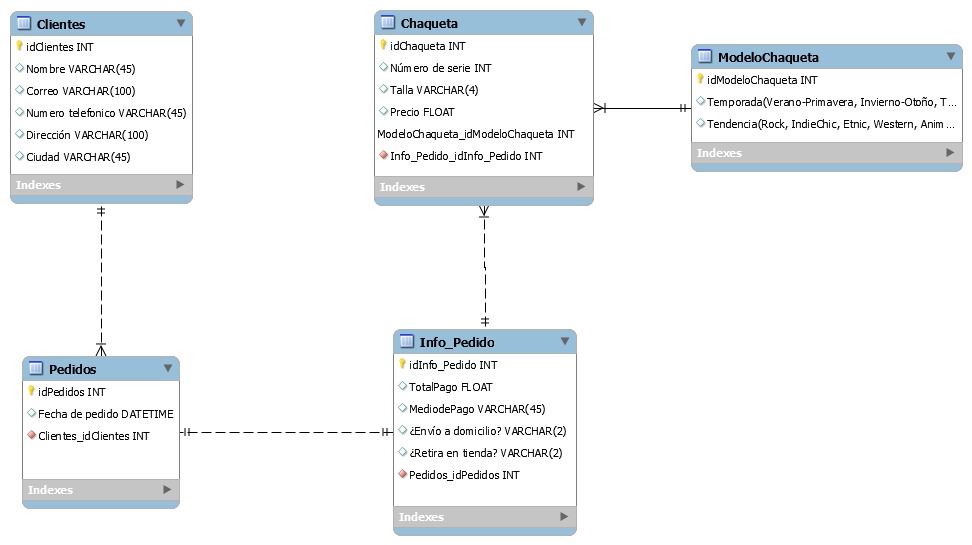 Clientes
idClientes INT
Nombre VARCHAR(45)
Correo VARCHAR(100)
Numero telefonico VARCHAR(45)
Dirección VARCHAR(100)
Ciudad VARCHAR(45)
Indexes
Chaqueta
idChaqueta INT
Número de serie INT
Talla VARCHAR(4)
Precio FLOAT
ModeloChaqueta_idModeloChaqueta INT
Info_Pedido_idInfo_Pedido INT
Indexes
ModeloChaqueta
idModeloChaqueta INT
Temporada(Verano-Primavera, Invierno-Otoño, T...
Tendencia(Rock, IndieChic, Etnic, Western, Anim...
Indexes
Pedidos
idPedidos INT
Fecha de pedido DATETIME
Clientes_idClientes INT
Indexes
Info_Pedido
idInfo_Pedido INT
TotalPago FLOAT
MediodePago VARCHAR(45)
¿Envío a domicilio? VARCHAR(2)
¿Retira en tienda? VARCHAR(2)
Pedidos_idPedidos INT
Indexes